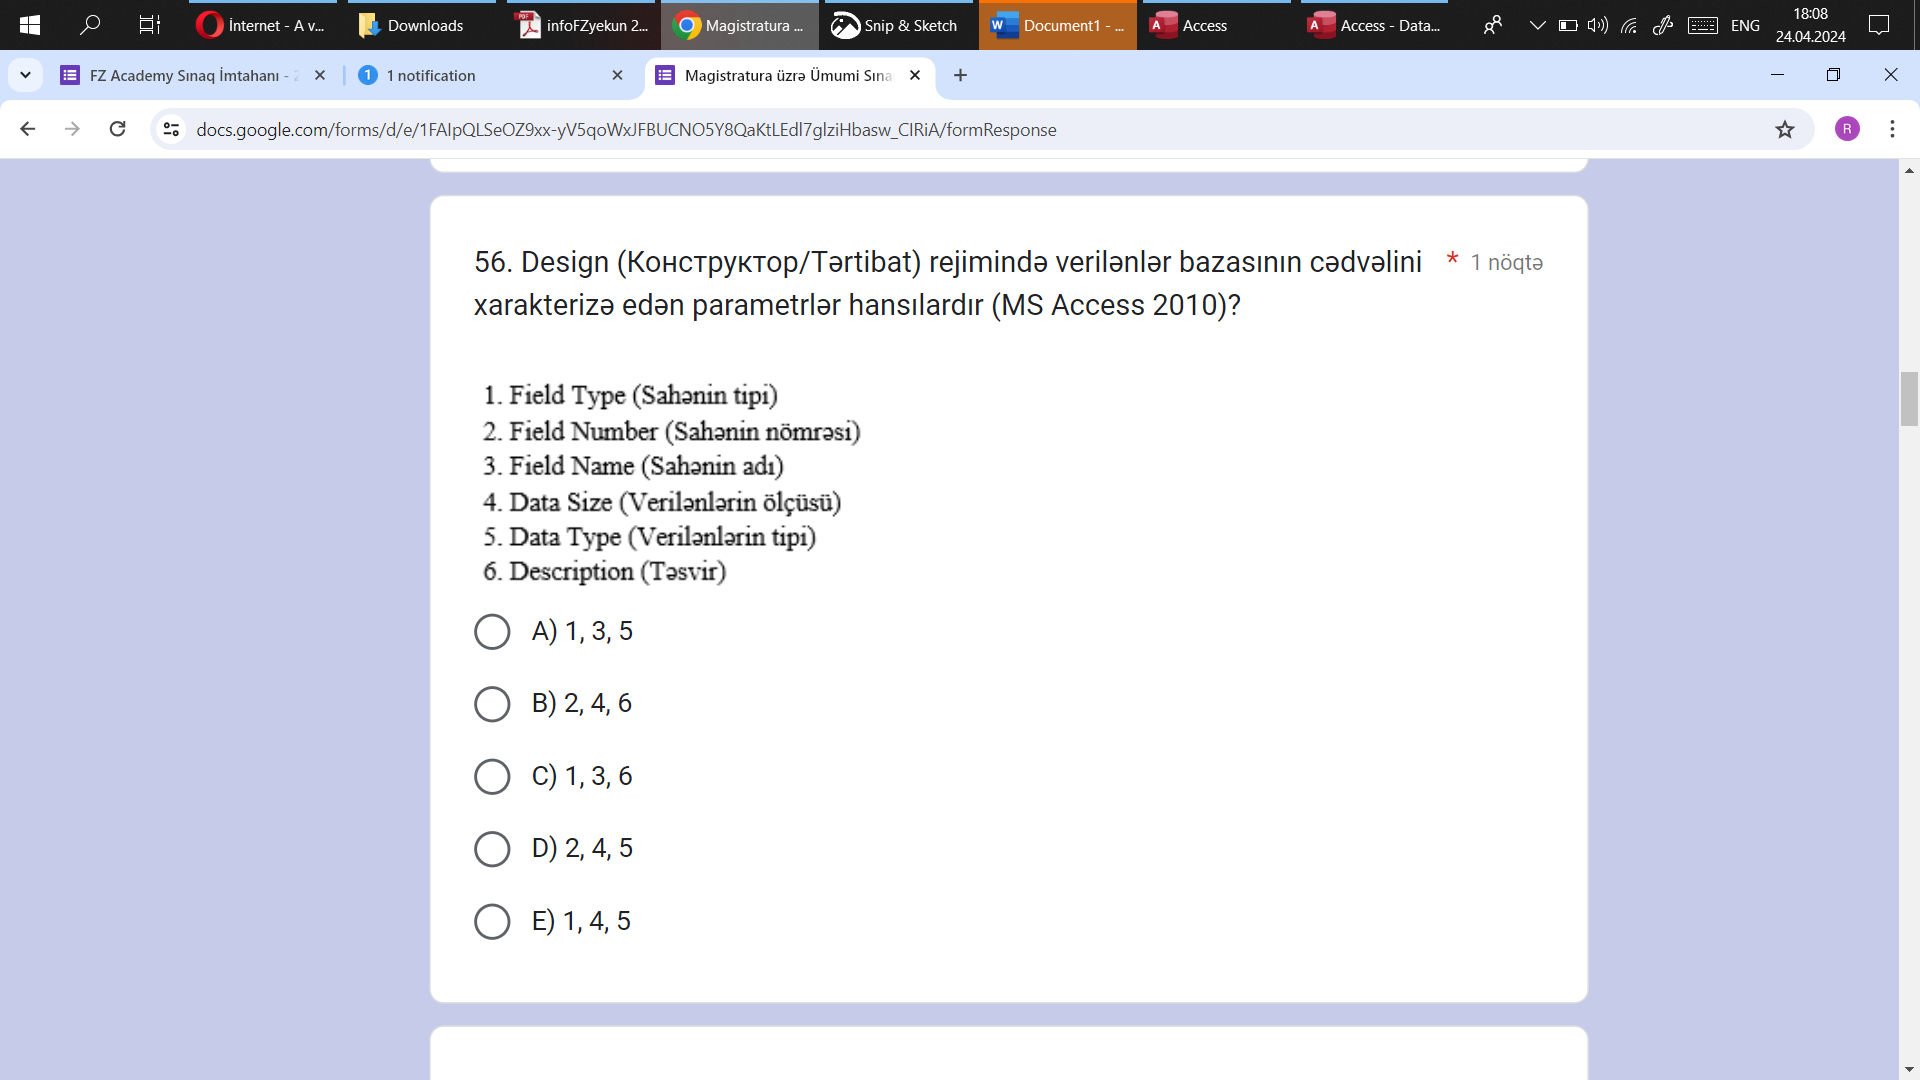 İnternet - A v...
Downloads
infoFZyekun 2...
Magistratura ...
Snip & Sketch
Document1 - ...
Access
Access - Data...
ENG
18:08
24.04.2024
FZ Academy Sınaq İmtahanı -
1 notification
Magistratura üzrə Ümumi Sına
docs.google.com/forms/d/e/1FAIpQLSeOZ9xx-yV5qoWxJFBUCNO5Y8QaKtLEdl7glziHbasw_CIRiA/formResponse
R
56. Design (Конструктор/Tərtibat) rejimində verilənlər bazasının cədvəlini * 1 nöqtə
xarakterizə edən parametrlər hansılardır (MS Access 2010)?
1. Field Type (Sahənin tipi)
2. Field Number (Sahənin nömrəsi)
3. Field Name (Sahənin adı)
4. Data Size (Verilənlərin ölçüsü)
5. Data Type (Verilənlərin tipi)
6. Description (Təsvir)
A) 1, 3, 5
B) 2, 4, 6
C) 1, 3, 6
D) 2, 4, 5
E) 1, 4, 5